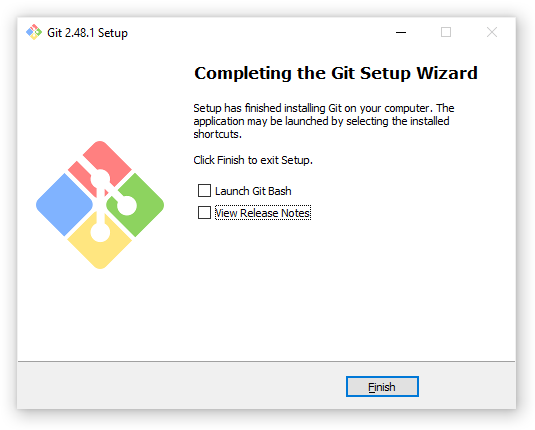 Git 2.48.1 Setup
Completing the Git Setup Wizard
Setup has finished installing Git on your computer. The
application may be launched by selecting the installed
shortcuts.
Click Finish to exit Setup.
Launch Git Bash
View Release Notes
Finish